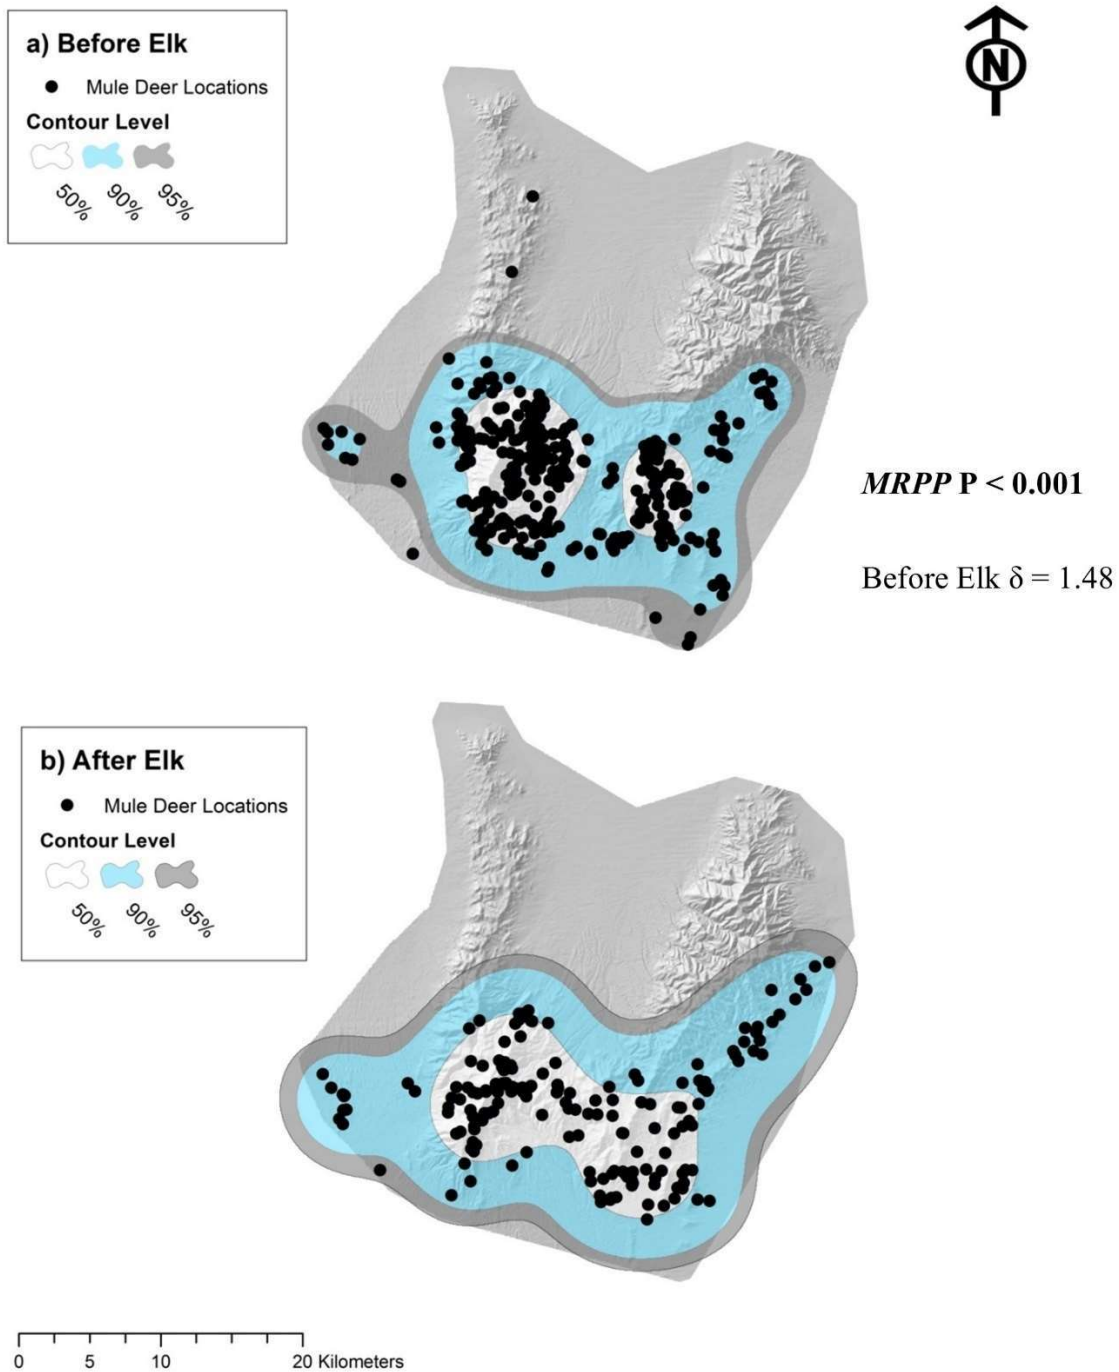 a) Before Elk
Mule Deer Locations
Contour Level
50% 90% 95%
N
MRPP P < 0.001
Before Elk δ = 1.48
b) After Elk
Mule Deer Locations
Contour Level
50% 90% 95%
0 5 10 20 Kilometers